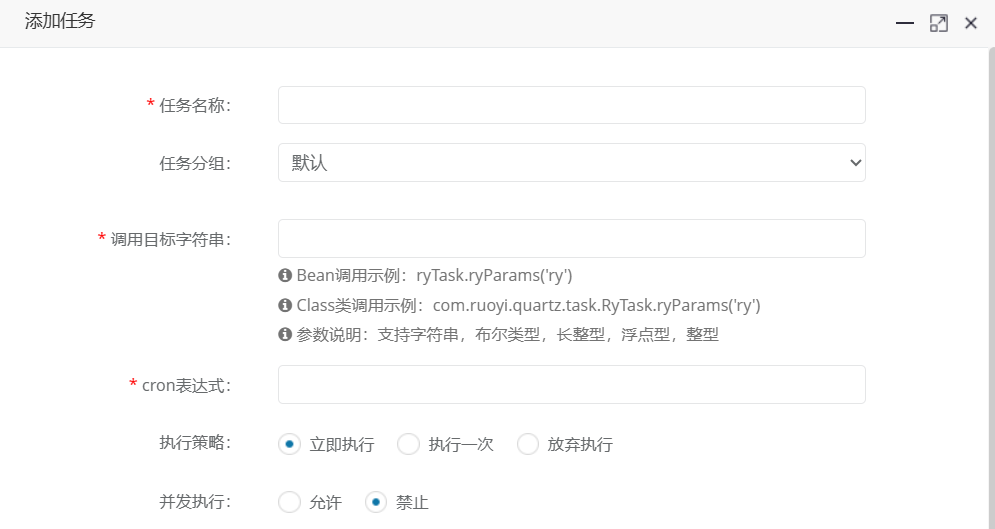 添加任务
* 任务名称：
任务分组： 默认
* 调用目标字符串：
Bean调用示例：ryTask.ryParams('ry')
Class类调用示例：com.ruoyi.quartz.task.RyTask.ryParams('ry')
参数说明：支持字符串，布尔类型，长整型，浮点型，整型
* cron表达式：
执行策略： 立即执行 执行一次 放弃执行
并发执行： 允许 禁止